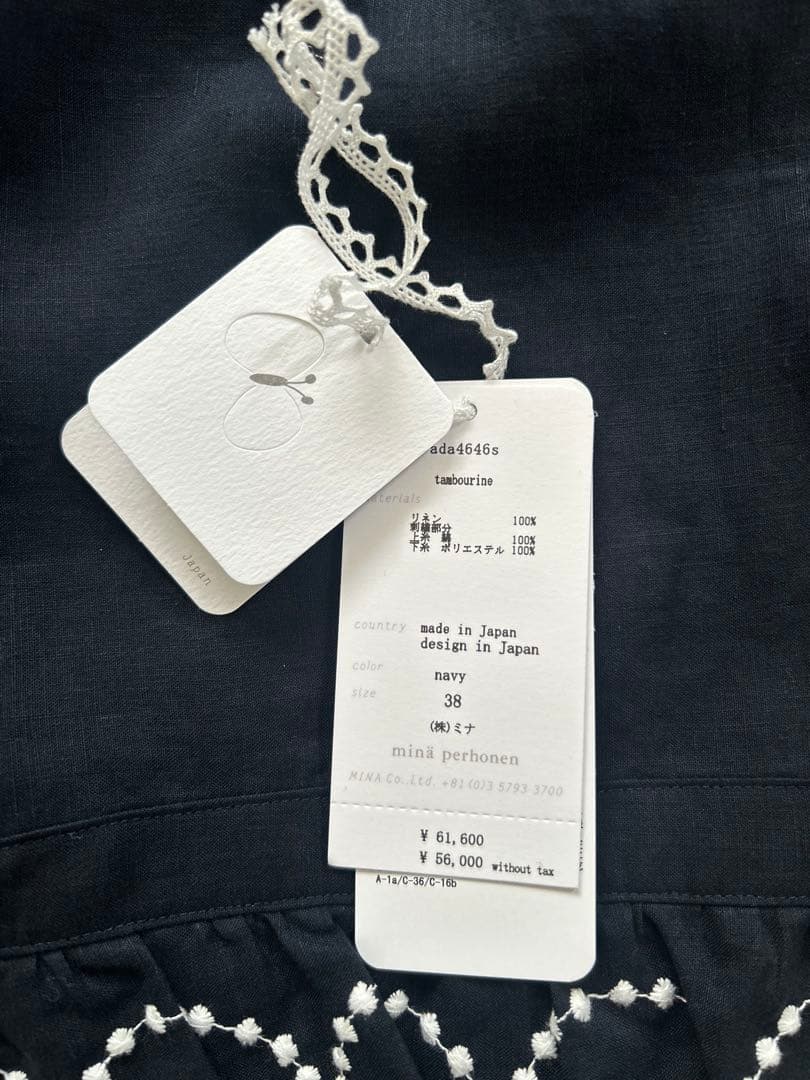 ada4646s
tambourine
materials
リネン 100%
刺繍部分
上糸 綿 100%
下糸 ポリエステル 100%
country made in Japan
design in Japan
color navy
size 38
(株)ミナ
minä perhonen
MINA Co.,Ltd. +81(0)3 5793 3700
¥ 61,600
¥ 56,000 without tax
A-1a/C-36/C-16b
Japan